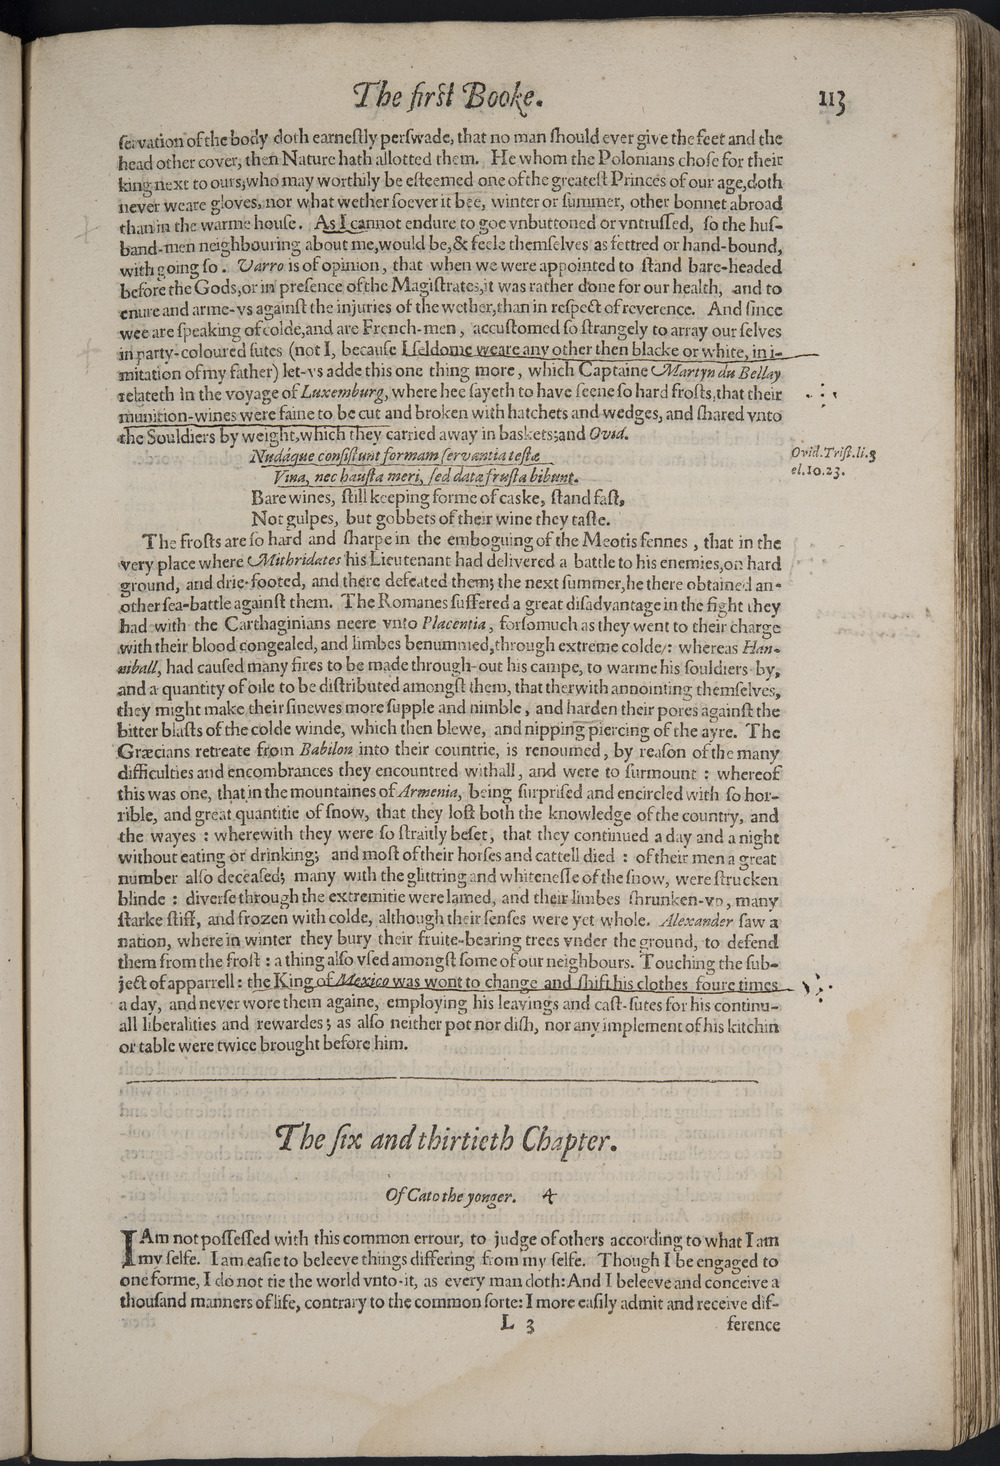 The first Booke. 113
ſervation of the body doth earneſtly perſwade, that no man ſhould ever give the feet and the
head other cover, then Nature hath allotted them. He whom the Polonians choſe for their
king next to ours, who may worthily be eſteemed one of the greateſt Princes of our age, doth
never weare gloves, nor what wether ſoever it bee, winter or ſummer, other bonnet abroad
than in the warme houſe. As I cannot endure to goe vnbuttoned or vntruſſed, ſo the huſ-
band-men neighbouring about me, would be, & feele themſelves as fettred or hand-bound,
with going ſo. Varro is of opinion, that when we were appointed to ſtand bare-headed
before the Gods, or in preſence of the Magiſtrates, it was rather done for our health, and to
enure and arme-vs againſt the injuries of the wether, than in reſpect of reverence. And ſince
wee are ſpeaking of colde, and are French-men, accuſtomed ſo ſtrangely to array our ſelves
in party-coloured ſutes (not I, becauſe I ſeldome weare any other then blacke or white, in i-
mitation of my father) let-vs adde this one thing more, which Captaine Martyn du Bellay
relateth in the voyage of Luxemburg, where hee ſayeth to have ſeene ſo hard froſts, that their
munition-wines were faine to be cut and broken with hatchets and wedges, and ſhared vnto
the Souldiers by weight, which they carried away in baskets; and Ovid.
Nudáque conſiſtunt formam ſervantia teſtæ
Ovid. Triſt. li. 3
Vina, nec hauſta meri, ſed data fruſta bibunt.
el. 10. 23.
Bare wines, ſtill keeping forme of caske, ſtand faſt,
Not gulpes, but gobbets of their wine they taſte.
The froſts are ſo hard and ſharpe in the emboguing of the Meotis fennes, that in the
very place where Mithridates his Lieutenant had delivered a battle to his enemies, on hard
ground, and drie-footed, and there defeated them; the next ſummer, he there obtained an-
other ſea-battle againſt them. The Romanes ſuffered a great diſadvantage in the fight they
had with the Carthaginians neere vnto Placentia, forſomuch as they went to their charge
with their blood congealed, and limbes benummed, through extreme colde: whereas Han-
niball, had cauſed many fires to be made through-out his campe, to warme his ſouldiers by,
and a quantity of oile to be diſtributed amongſt them, that therwith annointing themſelves,
they might make their ſinewes more ſupple and nimble, and harden their pores againſt the
bitter blaſts of the colde winde, which then blewe, and nipping piercing of the ayre. The
Græcians retreate from Babilon into their countrie, is renoumed, by reaſon of the many
difficulties and encombrances they encountred withall, and were to ſurmount : whereof
this was one, that in the mountaines of Armenia, being ſurpriſed and encircled with ſo hor-
rible, and great quantitie of ſnow, that they loſt both the knowledge of the country, and
the wayes : wherewith they were ſo ſtraitly beſet, that they continued a day and a night
without eating or drinking; and moſt of their horſes and cattell died : of their men a great
number alſo deceaſed; many with the glittring and whiteneſſe of the ſnow, were ſtrucken
blinde : diverſe through the extremitie were lamed, and their limbes ſhrunken-vp, many
ſtarke ſtiff, and frozen with colde, although their ſenſes were yet whole. Alexander ſaw a
nation, where in winter they bury their fruite-bearing trees vnder the ground, to defend
them from the froſt : a thing alſo vſed amongſt ſome of our neighbours. Touching the ſub-
ject of apparrell : the King of Mexico was wont to change and ſhift his clothes foure times
a day, and never wore them againe, employing his leavings and caſt-ſutes for his continu-
all liberalities and rewardes; as alſo neither pot nor diſh, nor any implement of his kitchin
or table were twice brought before him.
The ſix and thirtieth Chapter.
Of Cato the yonger.
I Am not poſſeſſed with this common errour, to judge of others according to what I am
my ſelfe. I am eaſie to beleeve things differing from my ſelfe. Though I be engaged to
one forme, I do not tie the world vnto-it, as every man doth: And I beleeve and conceive a
thouſand manners of life, contrary to the common ſorte: I more eaſily admit and receive dif-
L 3 ference